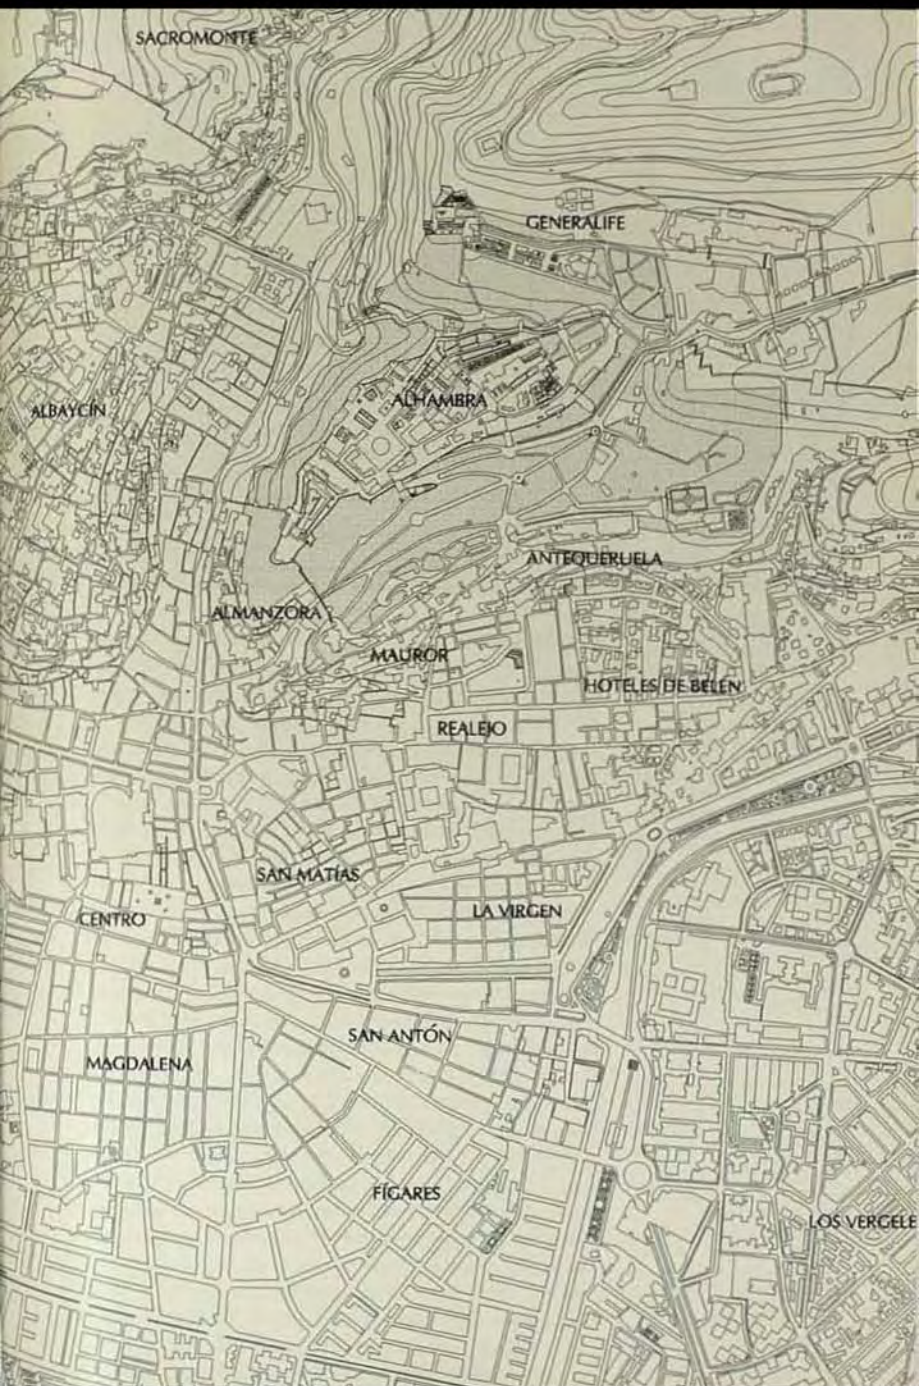 SACROMONTE
GENERALIFE
ALHAMBRA
ALBAYCÍN
ANTEQUERUELA
ALMANZORA
MAUROR
HOTELES DE BELÉN
REALEJO
SAN MATÍAS
LA VIRGEN
CENTRO
SAN ANTÓN
MAGDALENA
FÍGARES
LOS VERGELE